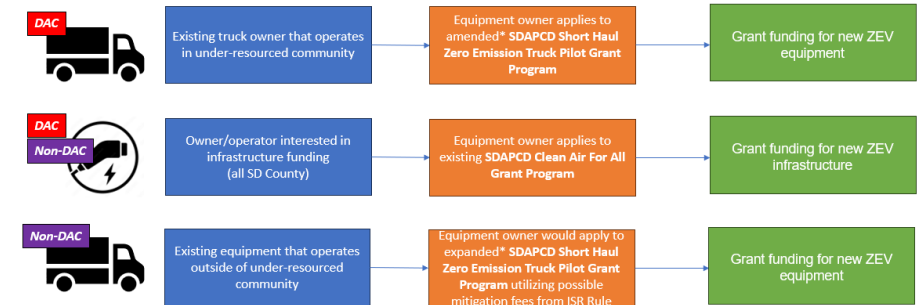 DAC
Existing truck owner that operates
in under-resourced community
Equipment owner applies to
amended* SDAPCD Short Haul
Zero Emission Truck Pilot Grant
Program
Grant funding for new ZEV
equipment
DAC
Non-DAC
Owner/operator interested in
infrastructure funding
(all SD County)
Equipment owner applies to
existing SDAPCD Clean Air For All
Grant Program
Grant funding for new ZEV
infrastructure
Non-DAC
Existing equipment that operates
outside of under-resourced
community
Equipment owner would apply to
expanded* SDAPCD Short Haul
Zero Emission Truck Pilot Grant
Program utilizing possible
mitigation fees from ISR Rule
Grant funding for new ZEV
equipment